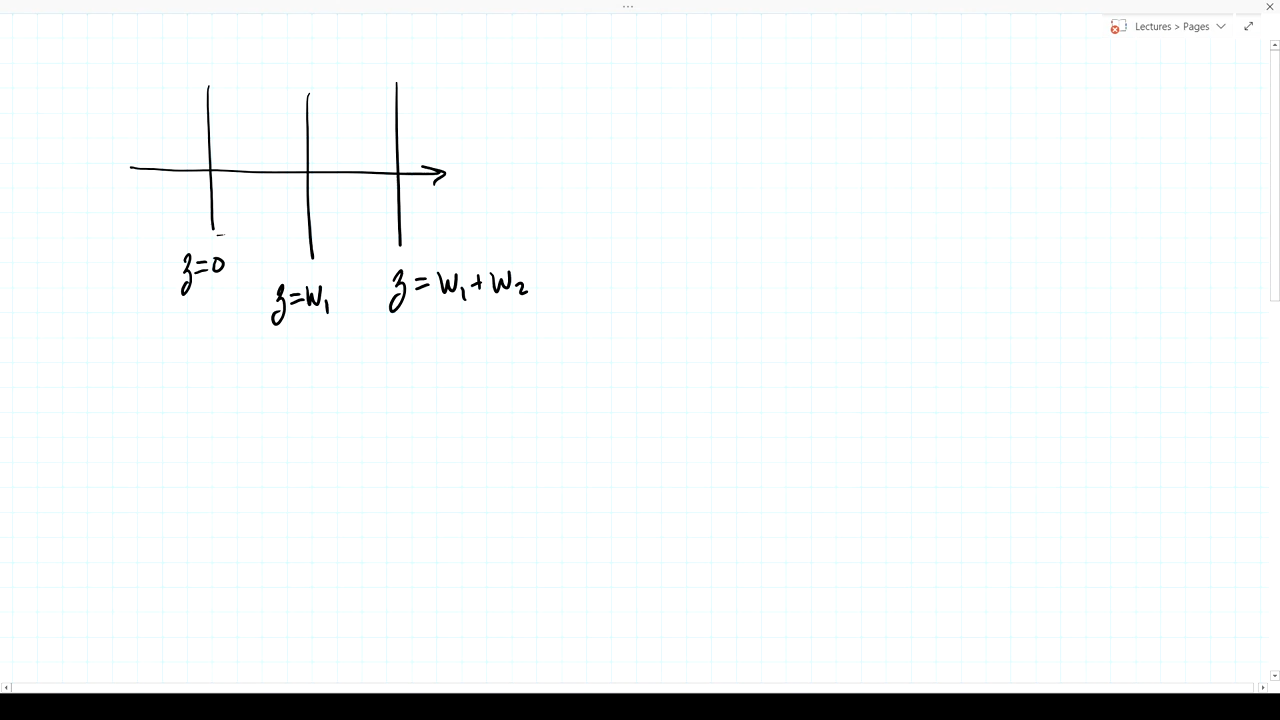 Lectures > Pages
z=0
z=W₁
z=W₁+W₂